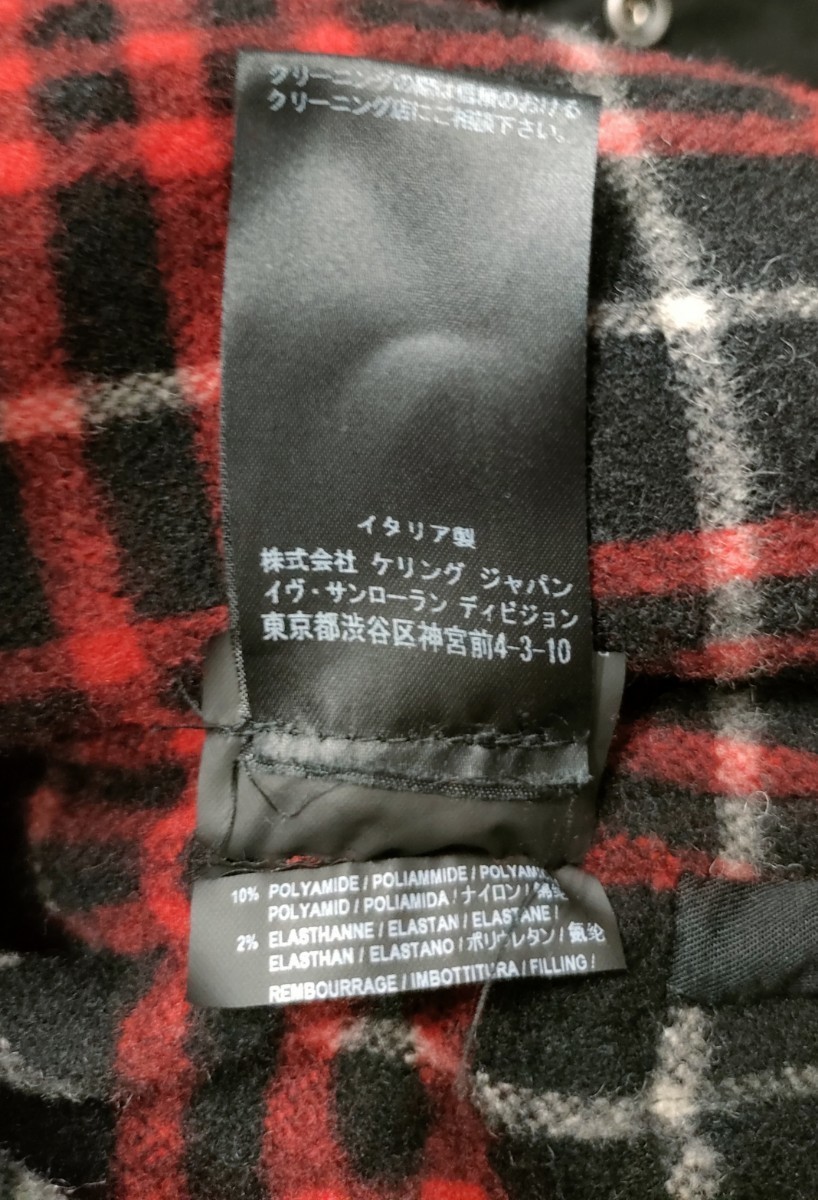 クリーニングの際は信頼のおける
クリーニング店にご相談下さい。
イタリア製
株式会社 ケリング ジャパン
イヴ・サンローラン ディビジョン
東京都渋谷区神宮前4-3-10
10% POLYAMIDE / POLIAMMIDE /
POLYAMID / POLIAMIDA / ナイロン /
2% ELASTHANNE / ELASTAN / ELASTANE /
ELASTHAN / ELASTANO / ポリウレタン / 氨纶
REMBOURRAGE / IMBOTTITURA / FILLING /